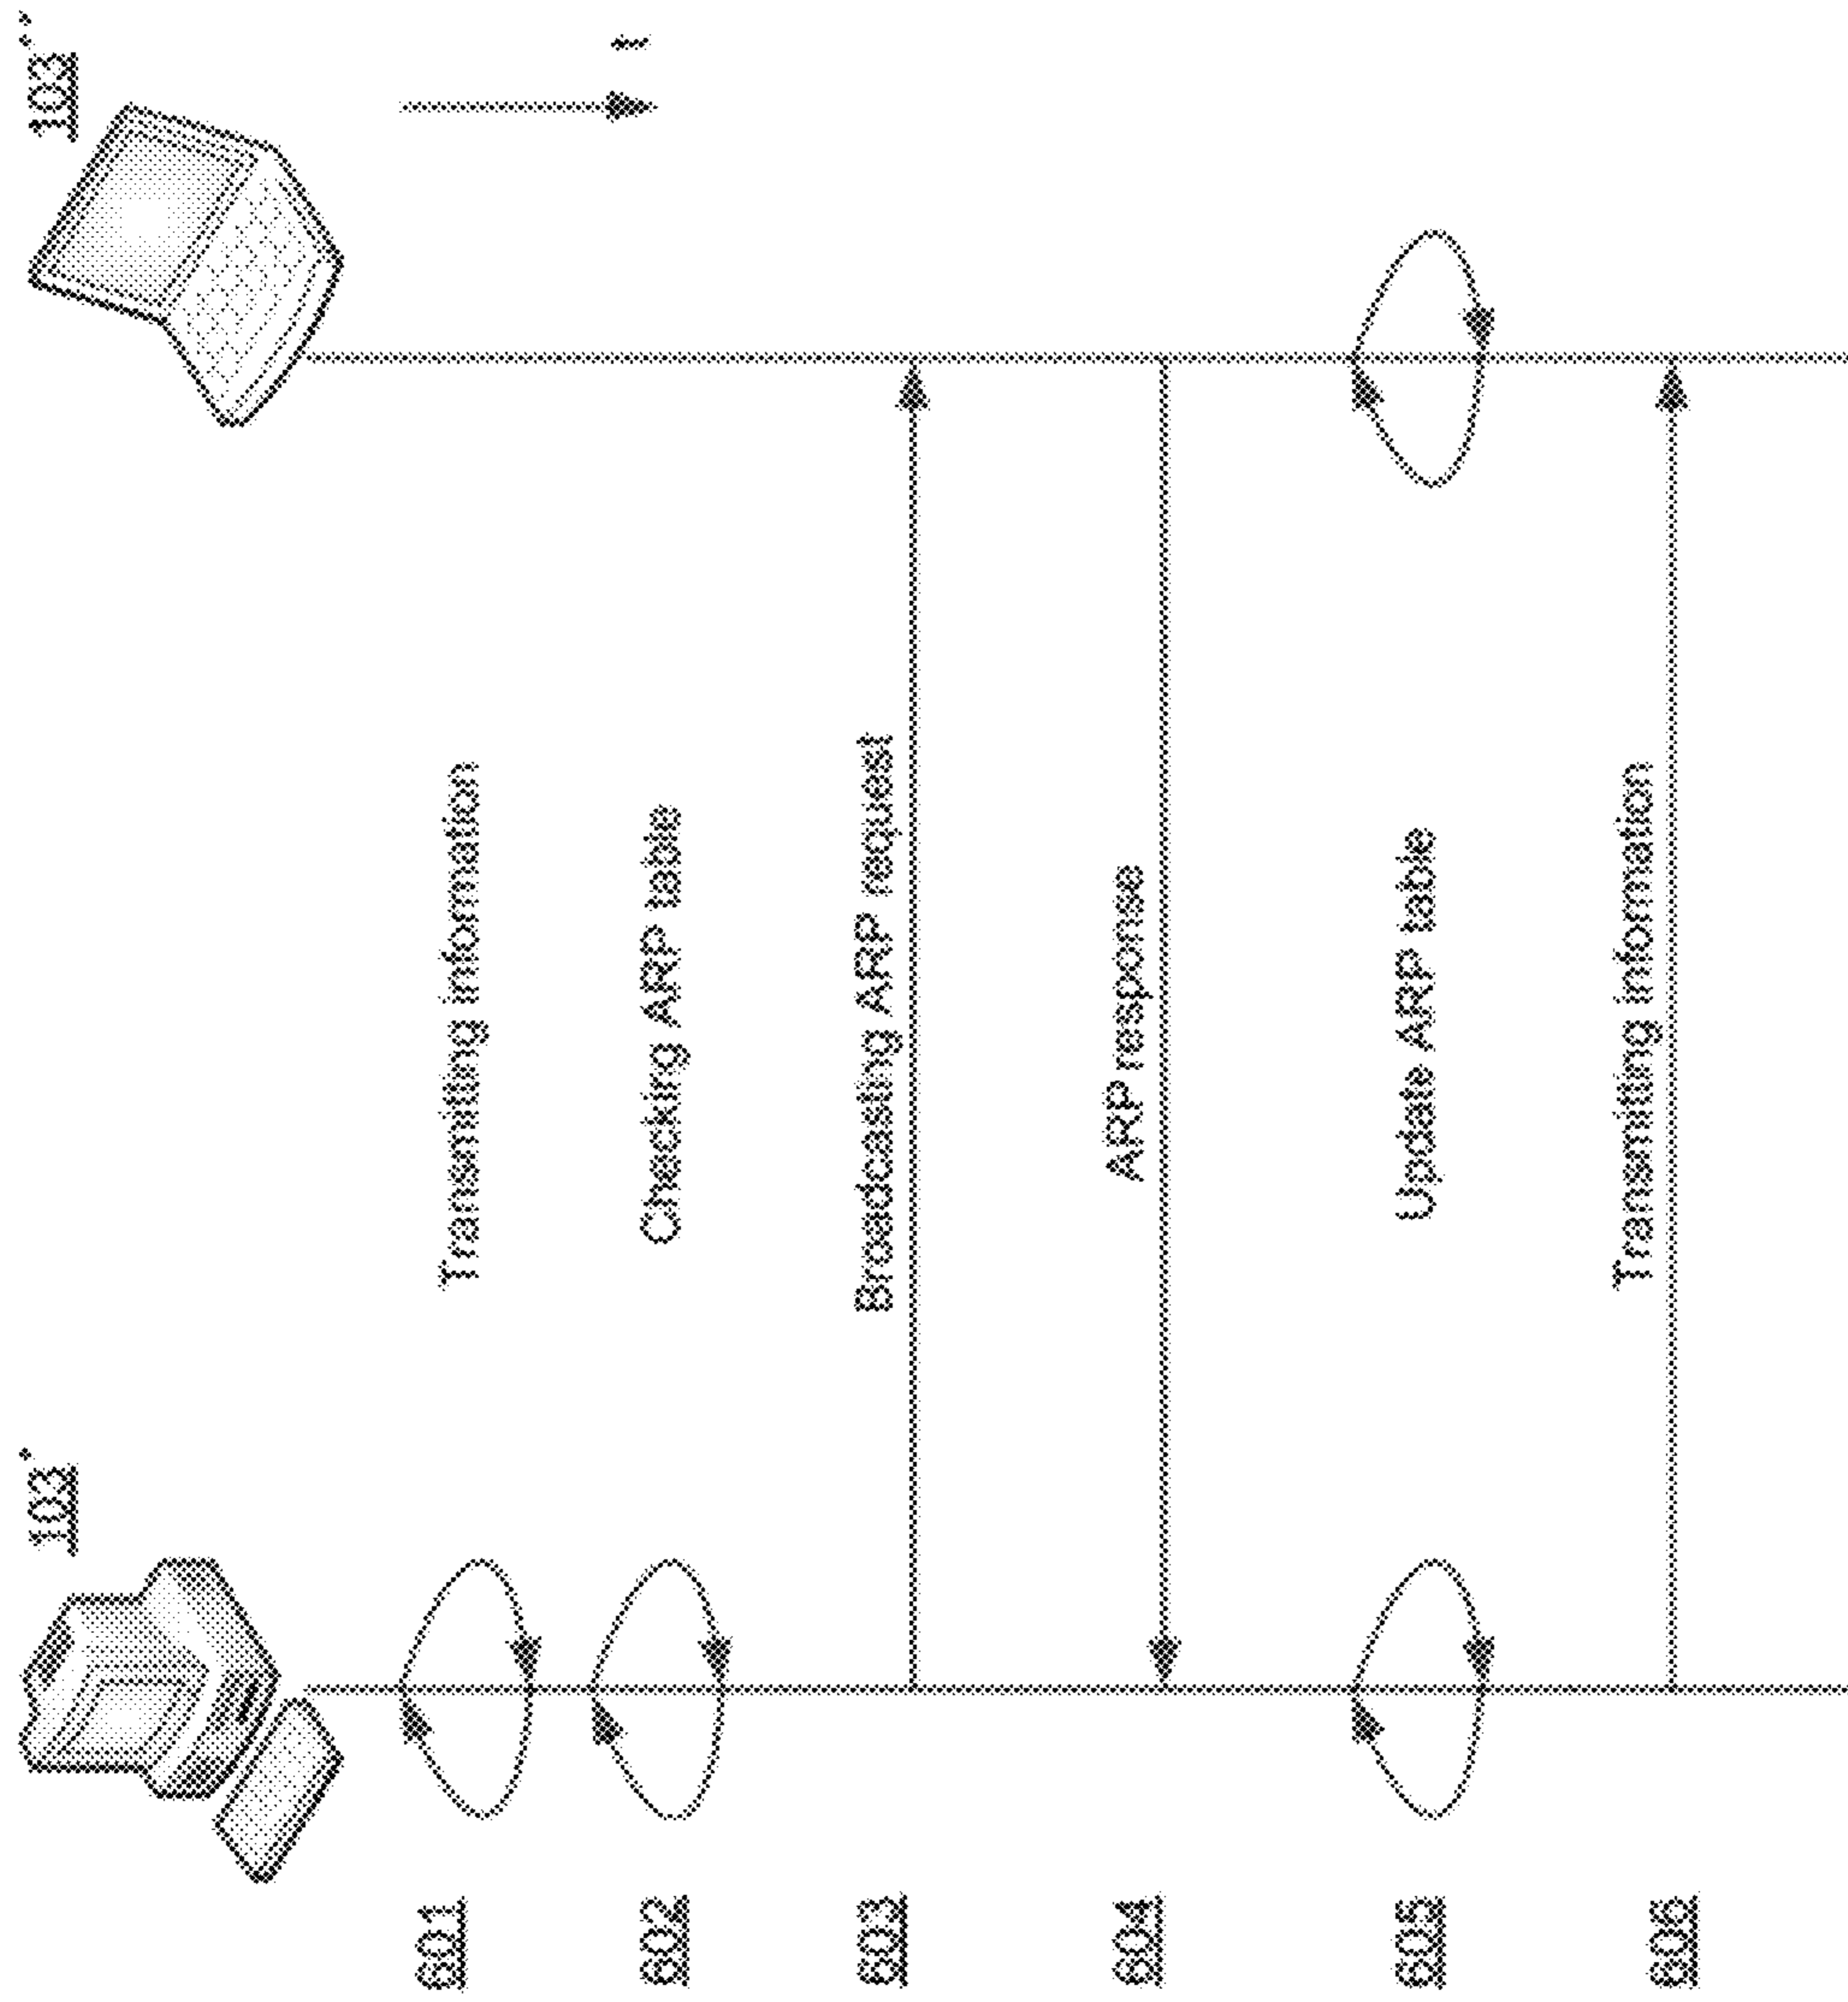 103'
103''
t
601
Transmitting information
602
Checking ARP table
603
Broadcasting ARP request
604
ARP response
605
Update ARP table
606
Transmitting information